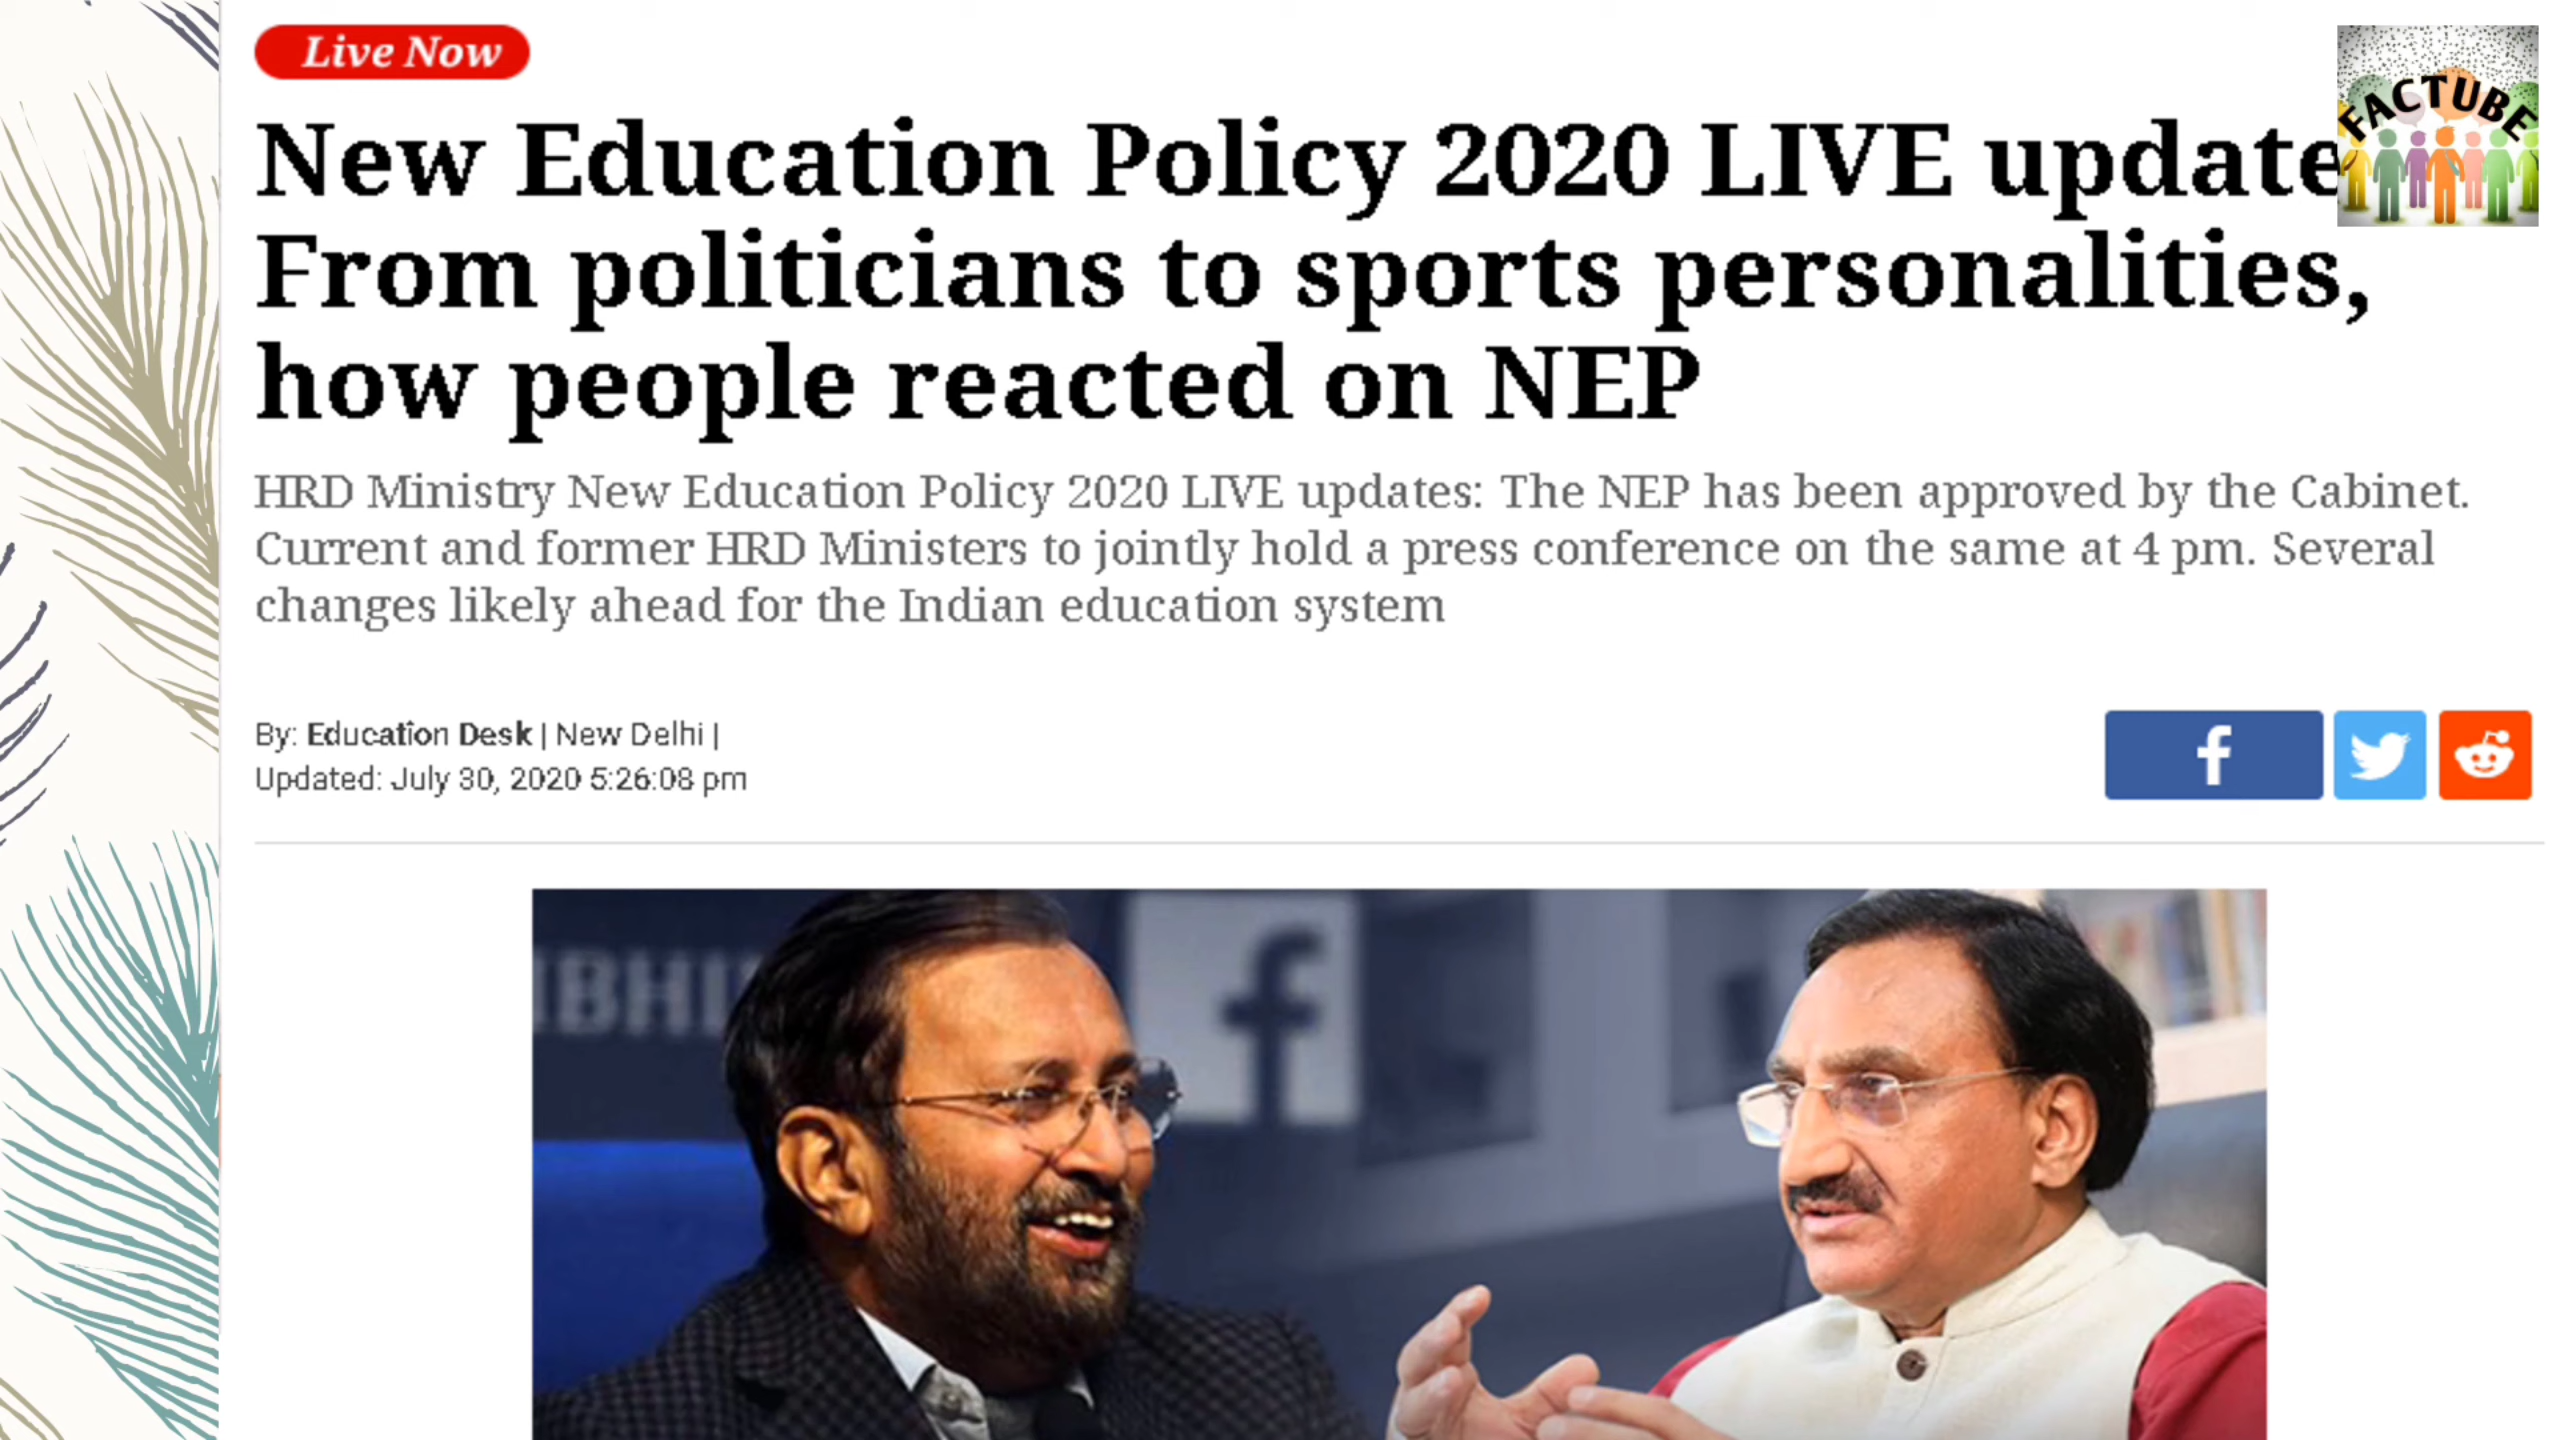 Live Now
FACTUBE
New Education Policy 2020 LIVE update
From politicians to sports personalities,
how people reacted on NEP
HRD Ministry New Education Policy 2020 LIVE updates: The NEP has been approved by the Cabinet.
Current and former HRD Ministers to jointly hold a press conference on the same at 4 pm. Several
changes likely ahead for the Indian education system
By: Education Desk | New Delhi |
Updated: July 30, 2020 5:26:08 pm
f
f